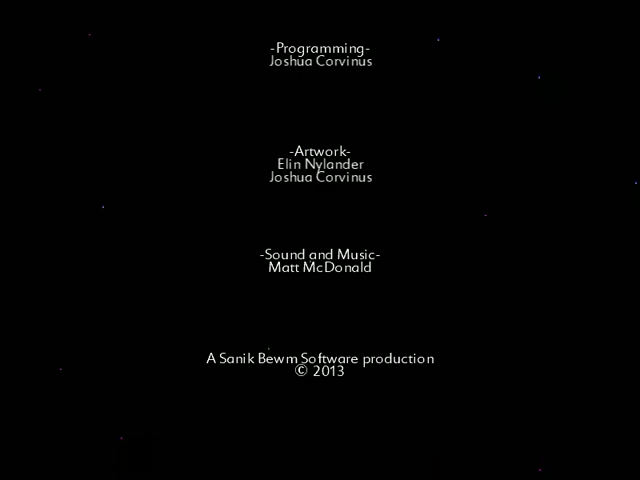 -Programming-
Joshua Corvinus
-Artwork-
Elin Nylander
Joshua Corvinus
-Sound and Music-
Matt McDonald
A Sanik Bewm Software production
© 2013